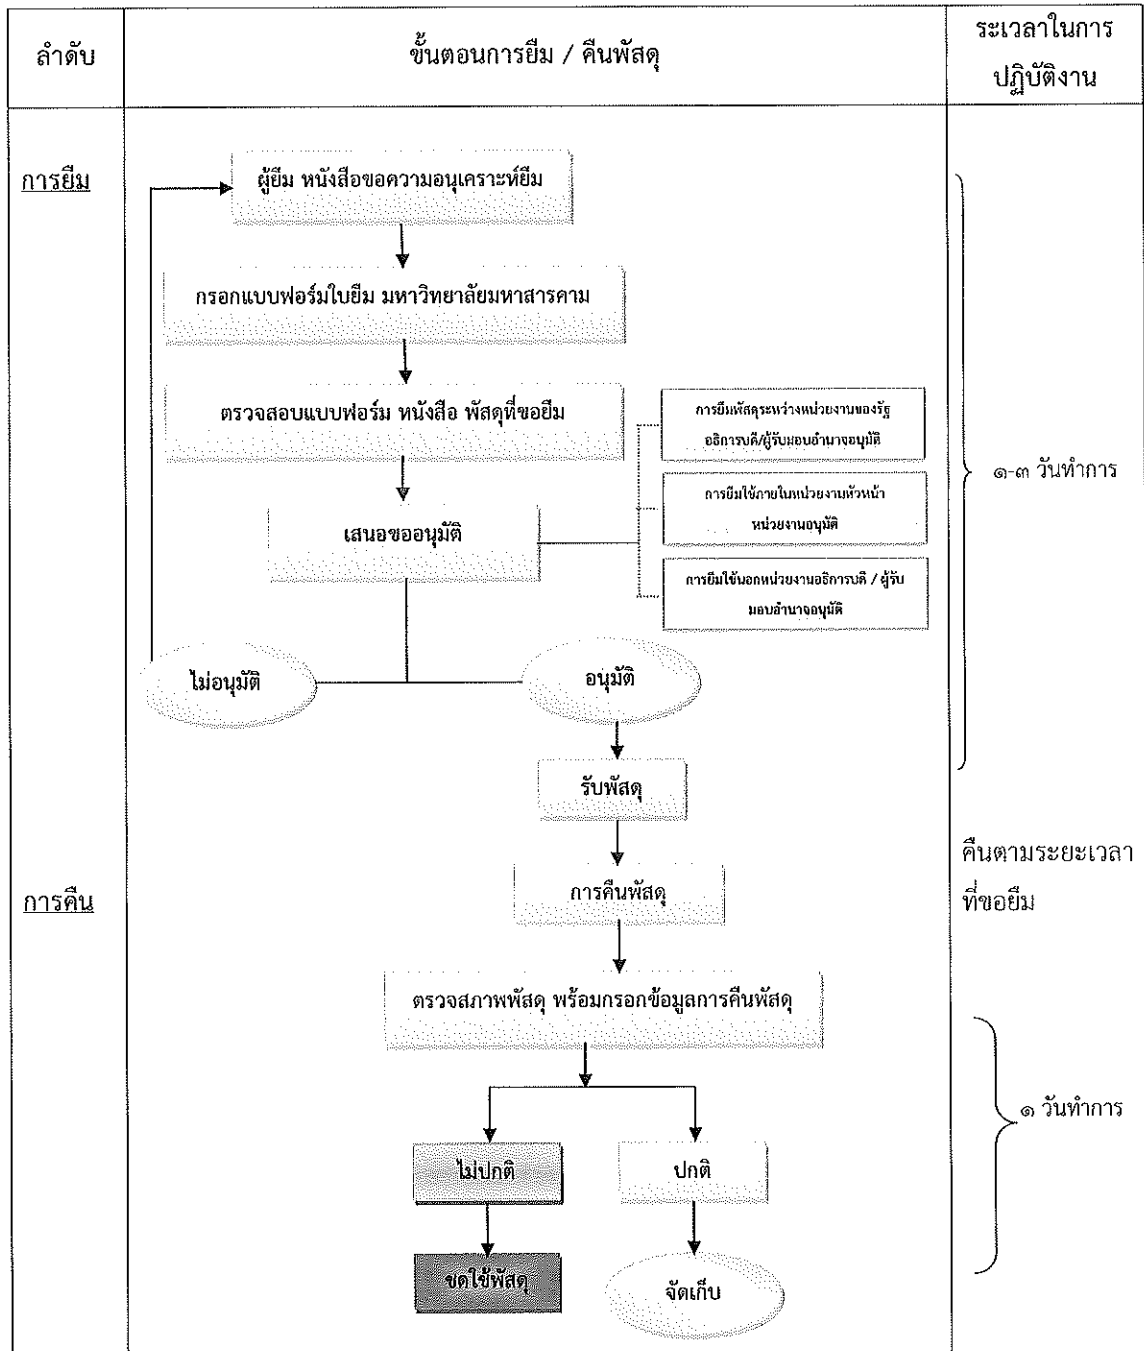 ลำดับ
ขั้นตอนการยืม / คืนพัสดุ
ระเวลาในการ
ปฏิบัติงาน
การยืม
ผู้ยืม หนังสือขอความอนุเคราะห์ยืม
กรอกแบบฟอร์มใบยืม มหาวิทยาลัยมหาสารคาม
ตรวจสอบแบบฟอร์ม หนังสือ พัสดุที่ขอยืม
การยืมพัสดุระหว่างหน่วยงานของรัฐ
อธิการบดี/ผู้รับมอบอำนาจอนุมัติ
๑-๓ วันทำการ
การยืมใช้ภายในหน่วยงานหัวหน้า
หน่วยงานอนุมัติ
เสนอขออนุมัติ
การยืมใช้นอกหน่วยงานอธิการบดี / ผู้รับ
มอบอำนาจอนุมัติ
ไม่อนุมัติ
อนุมัติ
รับพัสดุ
คืนตามระยะเวลา
ที่ขอยืม
การคืน
การคืนพัสดุ
ตรวจสภาพพัสดุ พร้อมกรอกข้อมูลการคืนพัสดุ
๑ วันทำการ
ไม่ปกติ
ปกติ
ชดใช้พัสดุ
จัดเก็บ